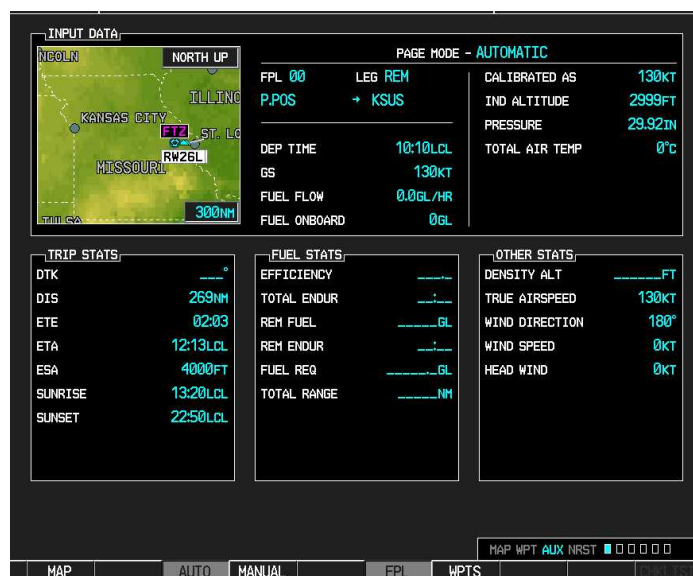 INPUT DATA
NCOLN
NORTH UP
ILLINO
KANSAS CITY
FTZ
ST. LO
RW26L
MISSOURI
300NM
TULSA
PAGE MODE - AUTOMATIC
FPL 00 LEG REM
P.POS → KSUS
DEP TIME 10:10LCL
GS 130KT
FUEL FLOW 0.0GL/HR
FUEL ONBOARD 0GL
CALIBRATED AS 130KT
IND ALTITUDE 2999FT
PRESSURE 29.92IN
TOTAL AIR TEMP 0°C
TRIP STATS
DTK ___°
DIS 269NM
ETE 02:03
ETA 12:13LCL
ESA 4000FT
SUNRISE 13:20LCL
SUNSET 22:50LCL
FUEL STATS
EFFICIENCY ___._
TOTAL ENDUR __:__
REM FUEL _____GL
REM ENDUR __:__
FUEL REQ _____._GL
TOTAL RANGE _____NM
OTHER STATS
DENSITY ALT ______FT
TRUE AIRSPEED 130KT
WIND DIRECTION 180°
WIND SPEED 0KT
HEAD WIND 0KT
MAP WPT AUX NRST
MAP AUTO MANUAL FPL WPTS CHKLIST